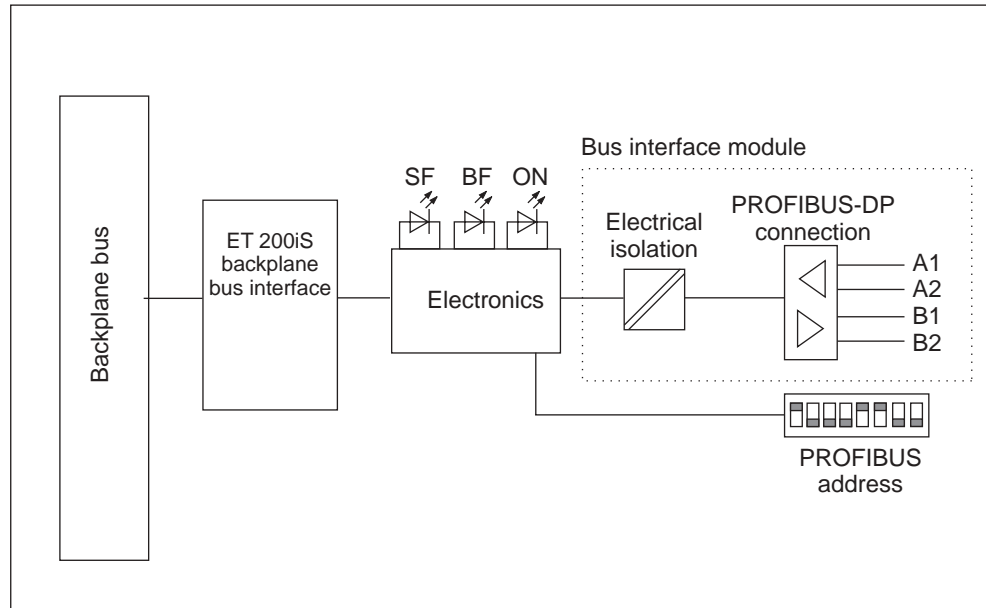 Bus interface module
SF BF ON
PROFIBUS-DP
connection
Electrical
isolation
ET 200iS
backplane
bus interface
Backplane bus
Electronics
A1
A2
B1
B2
PROFIBUS
address